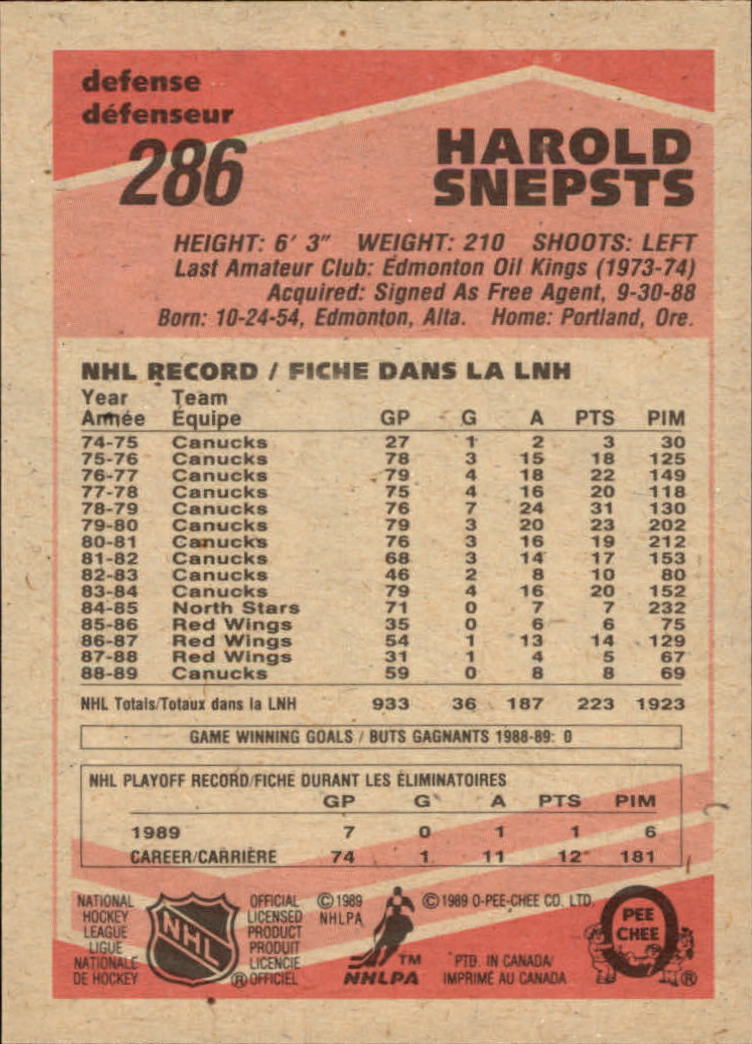 defense
défenseur
286
HAROLD
SNEPSTS
HEIGHT: 6' 3" WEIGHT: 210 SHOOTS: LEFT
Last Amateur Club: Edmonton Oil Kings (1973-74)
Acquired: Signed As Free Agent, 9-30-88
Born: 10-24-54, Edmonton, Alta. Home: Portland, Ore.
NHL RECORD / FICHE DANS LA LNH
Year Team
Année Équipe GP G A PTS PIM
74-75 Canucks 27 1 2 3 30
75-76 Canucks 78 3 15 18 125
76-77 Canucks 79 4 18 22 149
77-78 Canucks 75 4 16 20 118
78-79 Canucks 76 7 24 31 130
79-80 Canucks 79 3 20 23 202
80-81 Canucks 76 3 16 19 212
81-82 Canucks 68 3 14 17 153
82-83 Canucks 46 2 8 10 80
83-84 Canucks 79 4 16 20 152
84-85 North Stars 71 0 7 7 232
85-86 Red Wings 35 0 6 6 75
86-87 Red Wings 54 1 13 14 129
87-88 Red Wings 31 1 4 5 67
88-89 Canucks 59 0 8 8 69
NHL Totals/Totaux dans la LNH 933 36 187 223 1923
GAME WINNING GOALS / BUTS GAGNANTS 1988-89: 0
NHL PLAYOFF RECORD/FICHE DURANT LES ÉLIMINATOIRES
GP G A PTS PIM
1989 7 0 1 1 6
CAREER/CARRIÈRE 74 1 11 12 181
NATIONAL
HOCKEY
LEAGUE
LIGUE
NATIONALE
DE HOCKEY
NHL
®
OFFICIAL
LICENSED
PRODUCT
PRODUIT
LICENCIE
OFFICIEL
© 1989
NHLPA
TM
NHLPA
© 1989 O-PEE-CHEE CO. LTD.
PTD. IN CANADA/
IMPRIMÉ AU CANADA
PEE
CHEE
®